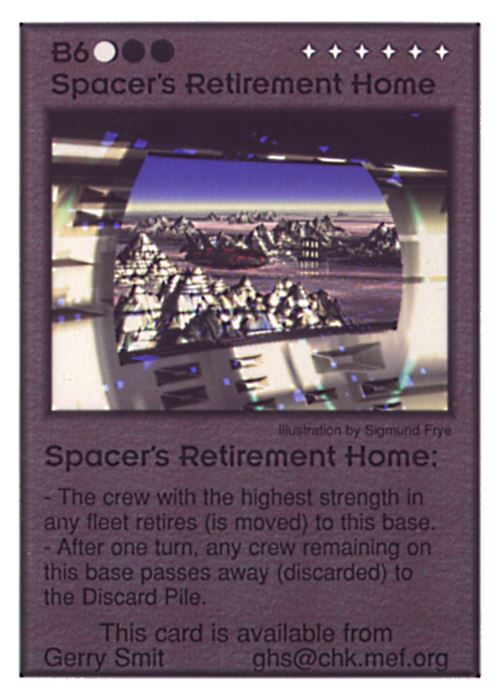 B6
Spacer's Retirement Home
Illustration by Sigmund Frye
Spacer's Retirement Home:
- The crew with the highest strength in
any fleet retires (is moved) to this base.
- After one turn, any crew remaining on
this base passes away (discarded) to
the Discard Pile.
This card is available from
Gerry Smit ghs@chk.mef.org